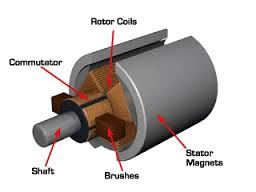 Rotor Coils
Commutator
Shaft
Brushes
Stator
Magnets